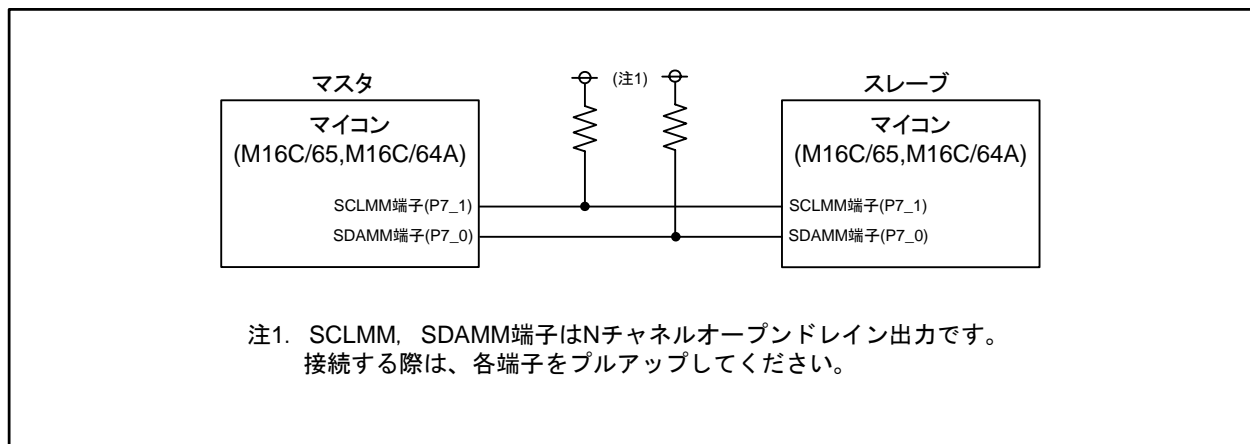 マスタ
(注1)
スレーブ
マイコン
(M16C/65,M16C/64A)
SCLMM端子(P7_1)
SDAMM端子(P7_0)
マイコン
(M16C/65,M16C/64A)
SCLMM端子(P7_1)
SDAMM端子(P7_0)
注1. SCLMM, SDAMM端子はNチャネルオープンドレイン出力です。
接続する際は、各端子をプルアップしてください。